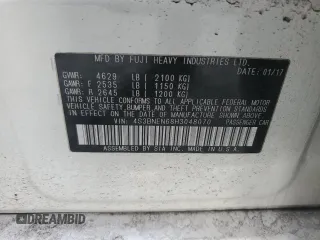 MFD BY FUJI HEAVY INDUSTRIES LTD.
DATE: 01/17
GVWR: 4629 LB ( 2100 KG)
GAWR: F 2535 LB ( 1150 KG)
GAWR: R 2645 LB ( 1200 KG)
THIS VEHICLE CONFORMS TO ALL APPLICABLE FEDERAL MOTOR
VEHICLE SAFETY, BUMPER, AND THEFT PREVENTION STANDARDS
IN EFFECT ON THE DATE OF MANUFACTURE SHOWN ABOVE.
VIN: 4S3BNEN68H3048070 PASSENGER CAR
ASSEMBLED BY SIA, INC. MADE IN U.S.A.